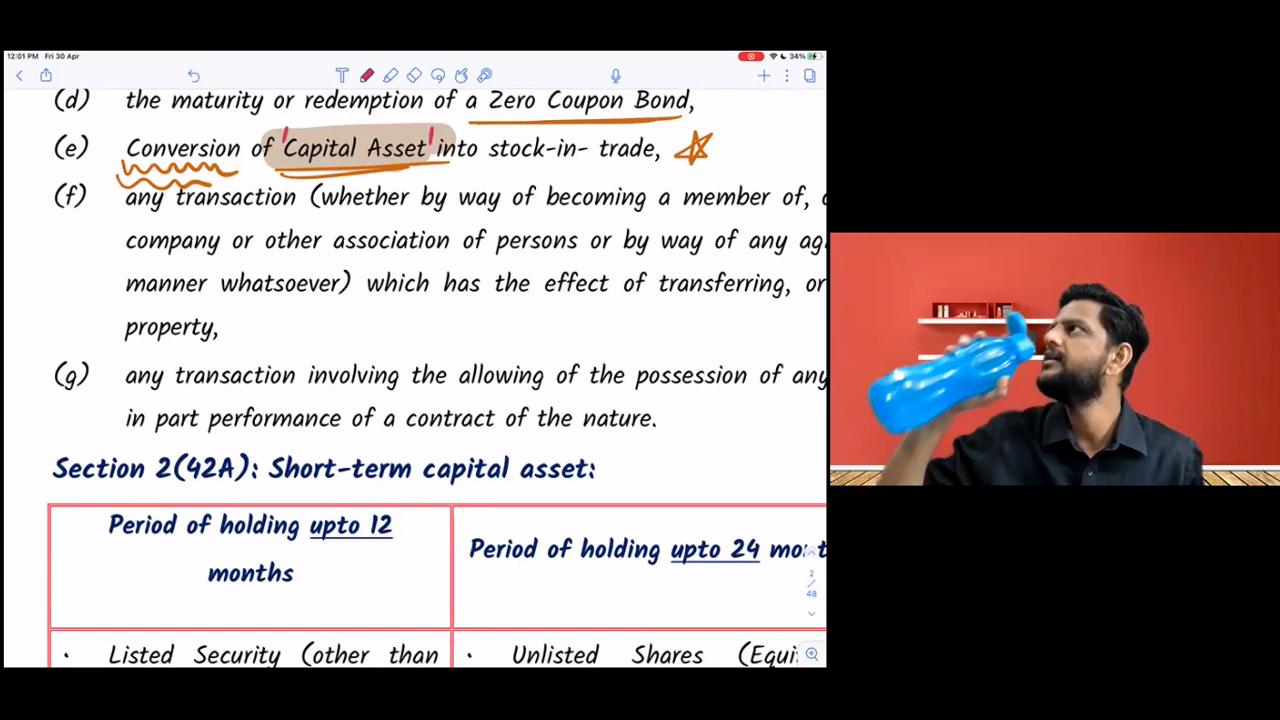 12:01 PM Fri 30 Apr
34%
(d) the maturity or redemption of a Zero Coupon Bond,
(e) Conversion of 'Capital Asset' into stock-in- trade,
(f) any transaction (whether by way of becoming a member of,
company or other association of persons or by way of any
manner whatsoever) which has the effect of transferring, or
property,
(g) any transaction involving the allowing of the possession of any
in part performance of a contract of the nature.
Section 2(42A): Short-term capital asset:
Period of holding upto 12
months
Period of holding upto 24
2
/
48
• Listed Security (other than
• Unlisted Shares